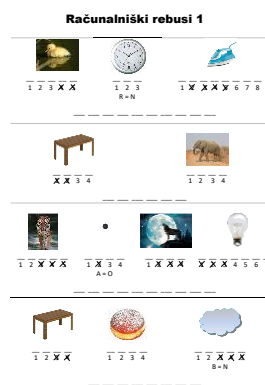 Računalniški rebusi 1
1 2 3 X X 1 2 3 1 X X X X 6 7 8
R = N
X X 3 4 1 2 3 4
1 2 X X X 1 X 3 4 1 X X X X X X 4 5 6
A = O
1 2 X X 1 2 3 4 1 2 X X X
B = N